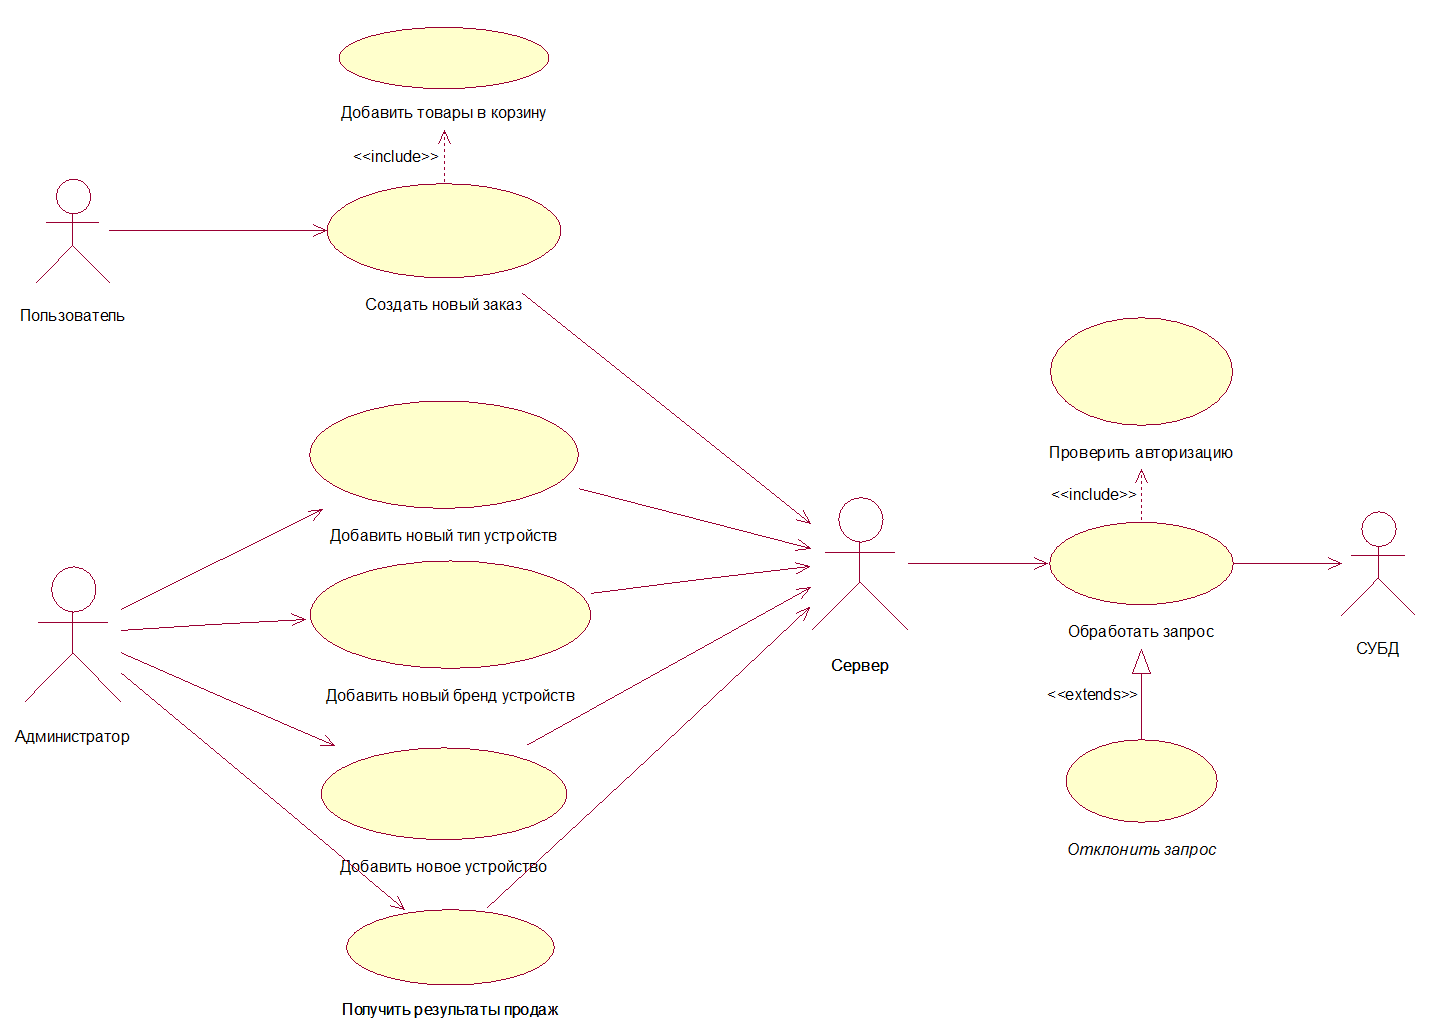 Добавить товары в корзину
<<include>>
Пользователь
Создать новый заказ
Добавить новый тип устройств
Проверить авторизацию
<<include>>
Добавить новый бренд устройств
Обработать запрос
Сервер
СУБД
<<extends>>
Администратор
Добавить новое устройство
Отклонить запрос
Получить результаты продаж